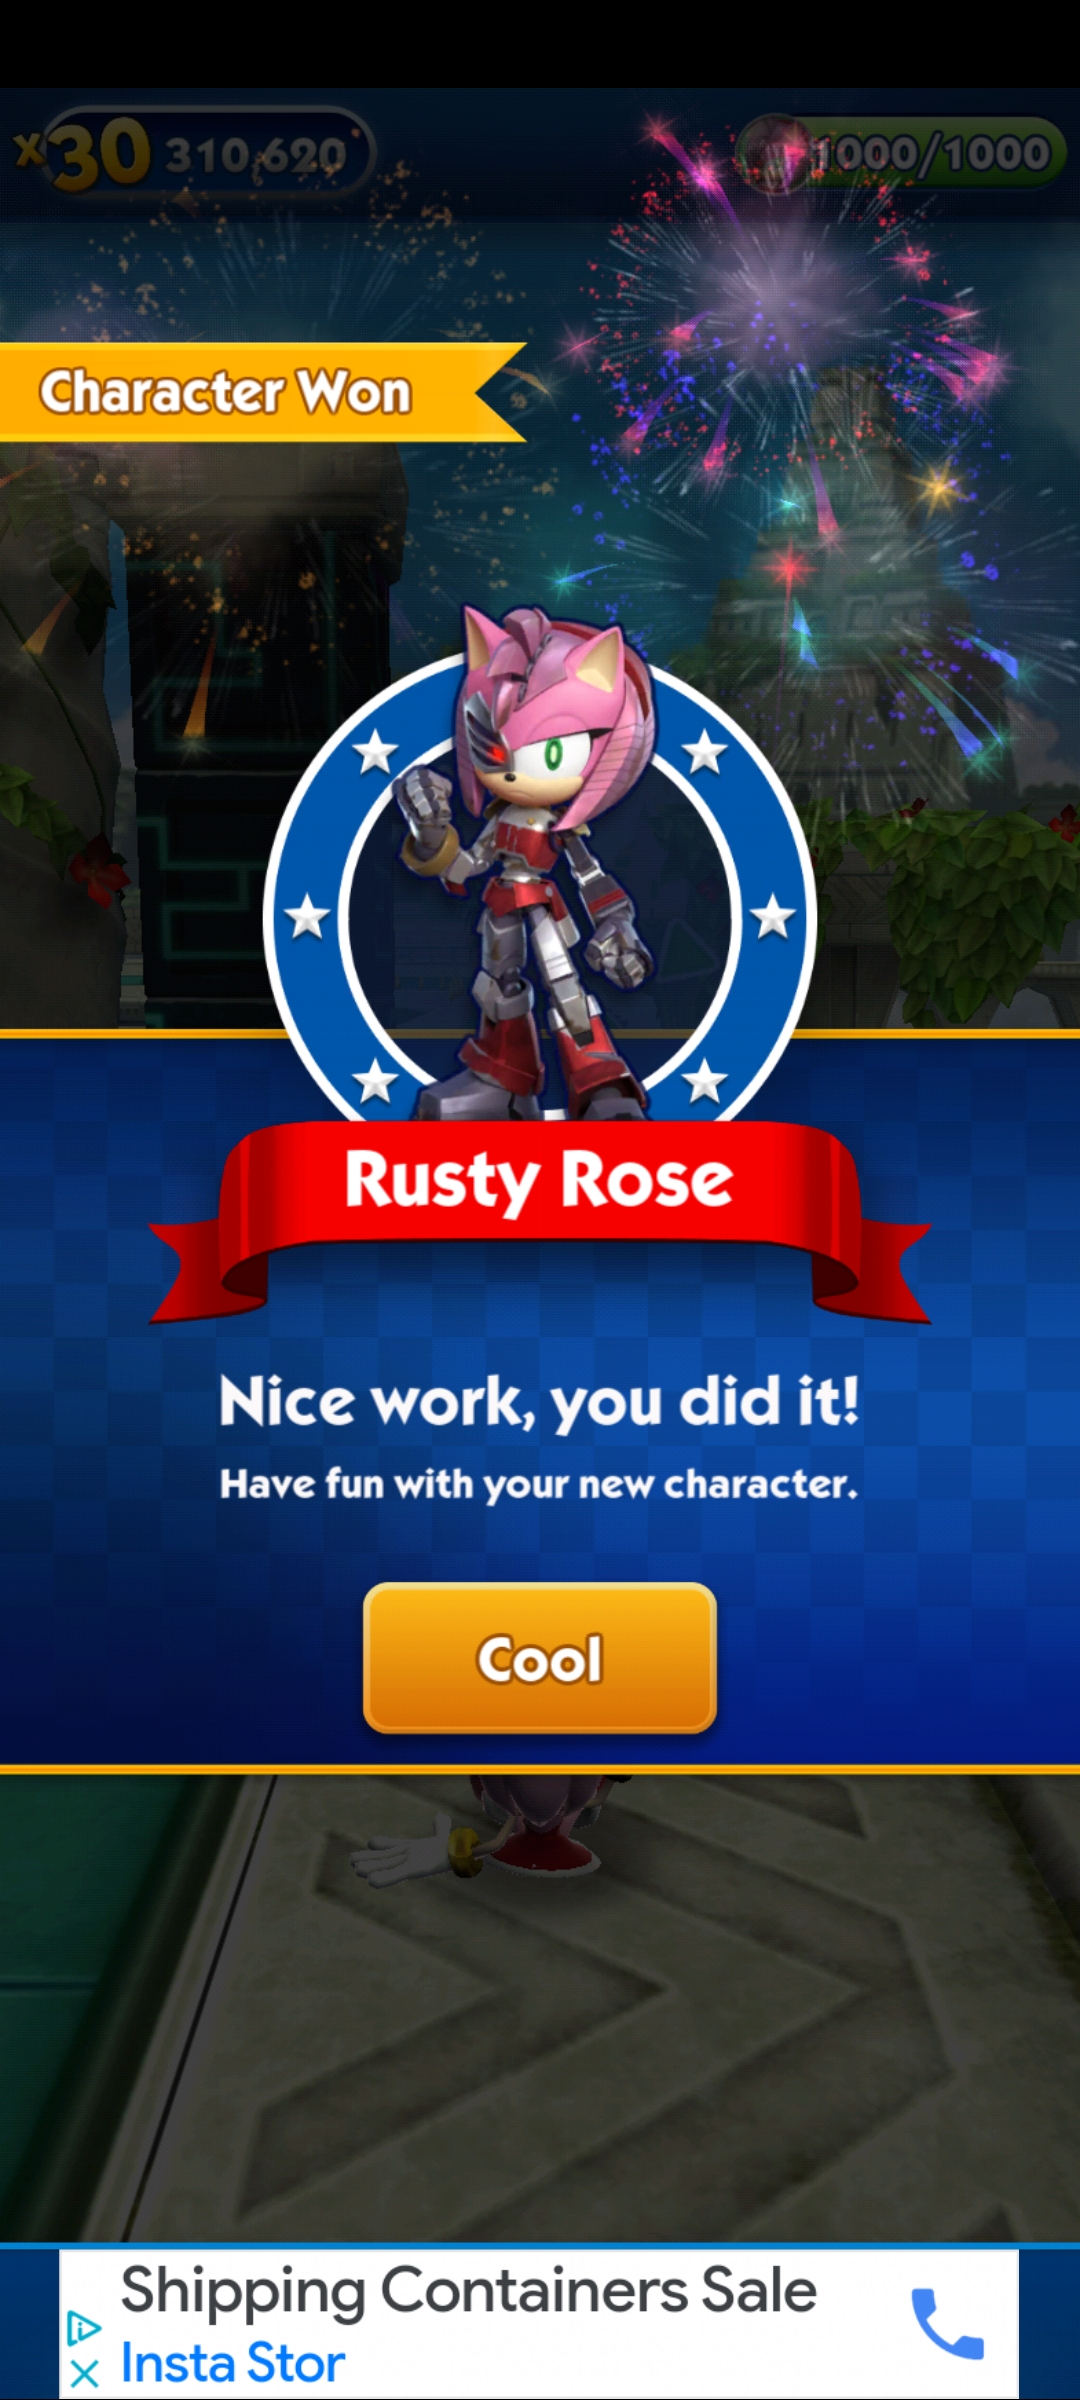 x30 310,620
1000/1000
Character Won
Rusty Rose
Nice work, you did it!
Have fun with your new character.
Cool
Shipping Containers Sale
Insta Stor